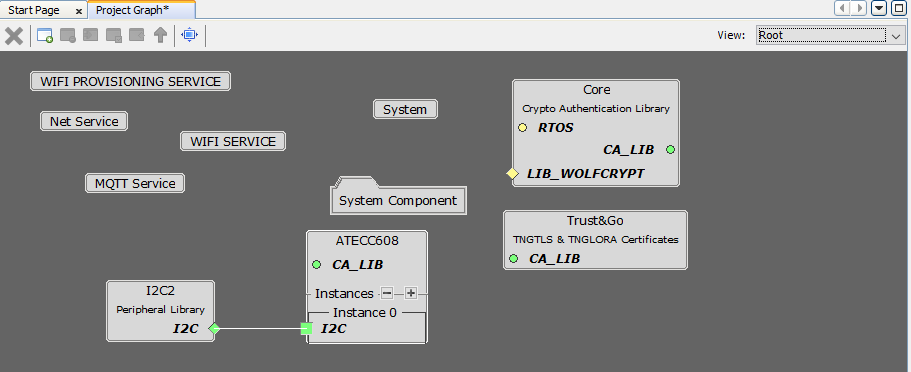 Start Page x
Project Graph* x
View: Root
WIFI PROVISIONING SERVICE
Net Service
WIFI SERVICE
MQTT Service
System
System Component
Core
Crypto Authentication Library
RTOS
CA_LIB
LIB_WOLFCRYPT
Trust&Go
TNGTLS & TNGLORA Certificates
CA_LIB
ATECC608
CA_LIB
Instances
Instance 0
I2C
I2C2
Peripheral Library
I2C